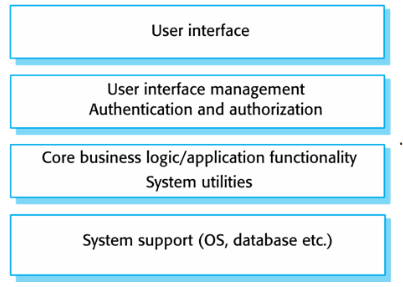 User interface
User interface management
Authentication and authorization
Core business logic/application functionality
System utilities
System support (OS, database etc.)
.